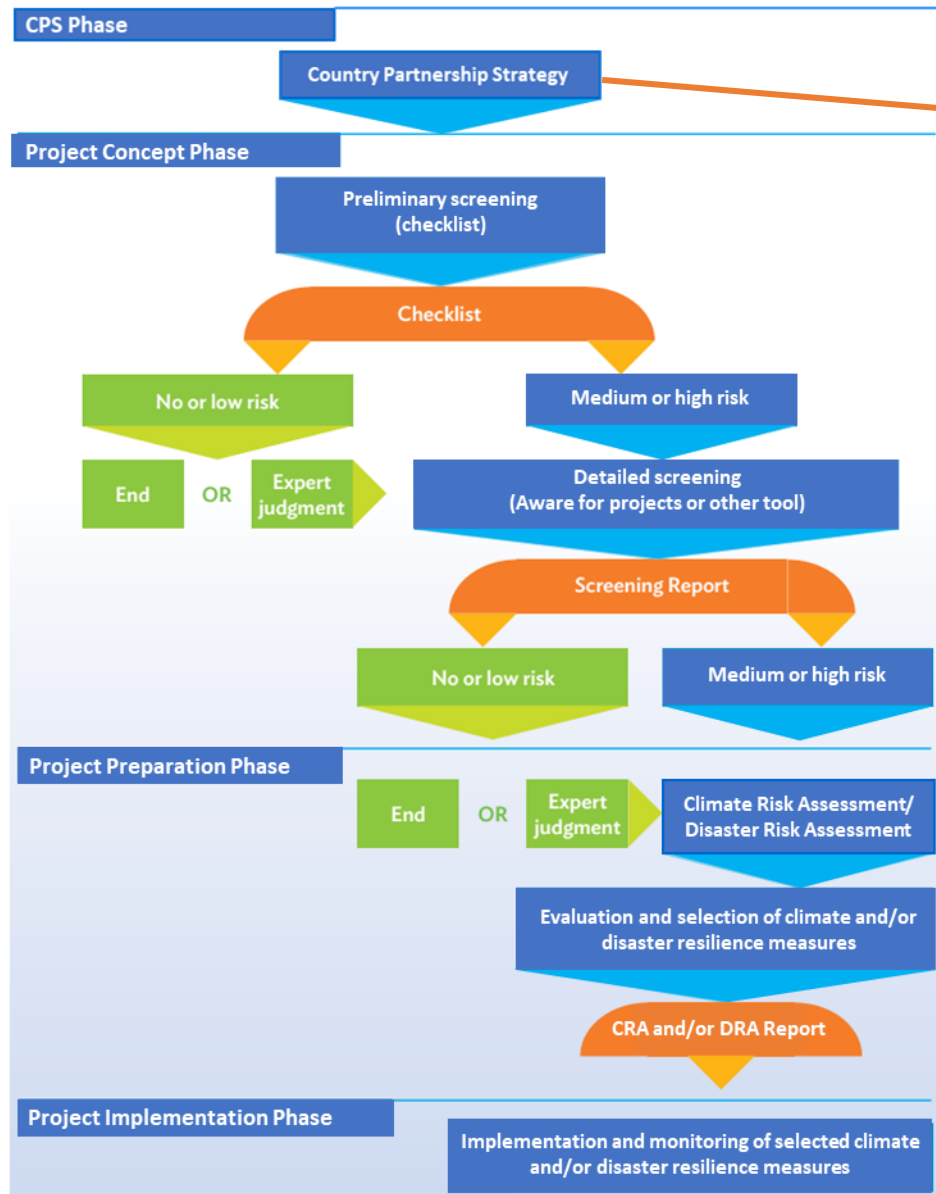 CPS Phase
Country Partnership Strategy
Project Concept Phase
Preliminary screening
(checklist)
Checklist
No or low risk
Medium or high risk
End
OR
Expert
judgment
Detailed screening
(Aware for projects or other tool)
Screening Report
No or low risk
Medium or high risk
Project Preparation Phase
End
OR
Expert
judgment
Climate Risk Assessment/
Disaster Risk Assessment
Evaluation and selection of climate and/or
disaster resilience measures
CRA and/or DRA Report
Project Implementation Phase
Implementation and monitoring of selected climate
and/or disaster resilience measures